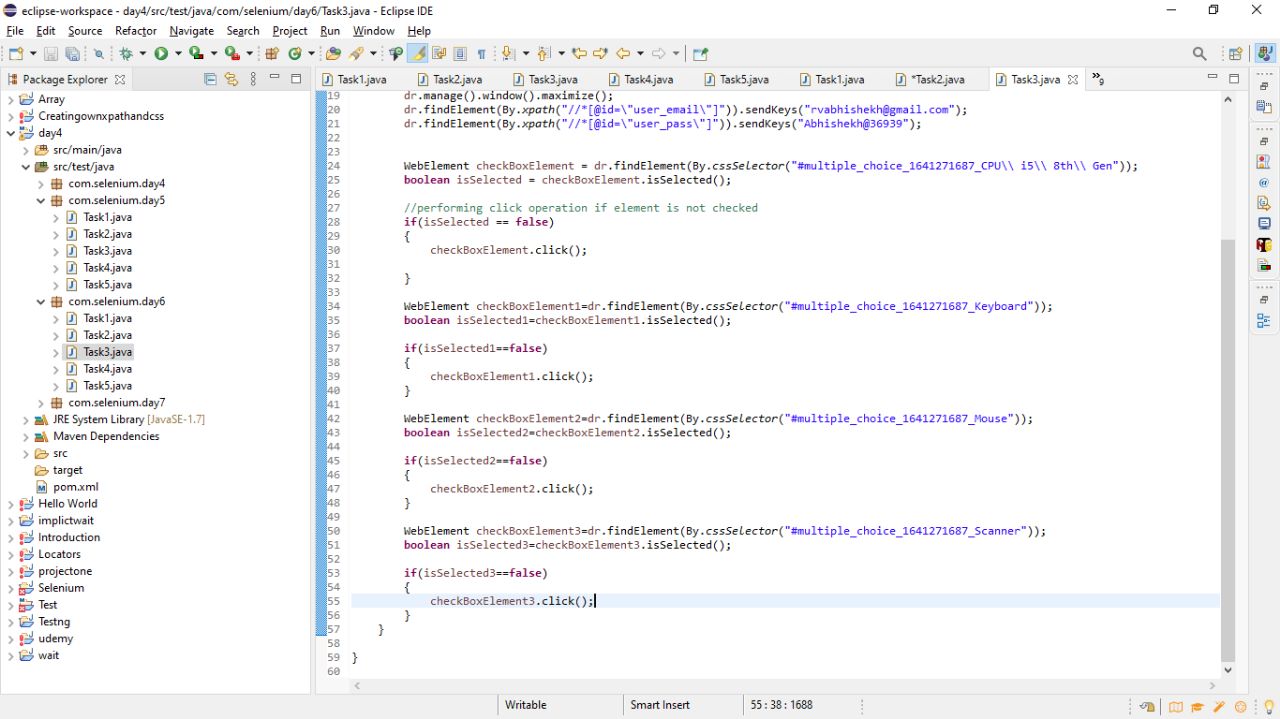 eclipse-workspace - day4/src/test/java/com/selenium/day6/Task3.java - Eclipse IDE
File Edit Source Refactor Navigate Search Project Run Window Help
Package Explorer
Task1.java Task2.java Task3.java Task4.java Task5.java Task1.java *Task2.java Task3.java »9
Array
Creatingownxpathandcss
day4
src/main/java
src/test/java
com.selenium.day4
com.selenium.day5
Task1.java
Task2.java
Task3.java
Task4.java
Task5.java
com.selenium.day6
Task1.java
Task2.java
Task3.java
Task4.java
Task5.java
com.selenium.day7
JRE System Library [JavaSE-1.7]
Maven Dependencies
src
target
pom.xml
Hello World
implictwait
Introduction
Locators
projectone
Selenium
Test
Testng
udemy
wait
19 dr.manage().window().maximize();
20 dr.findElement(By.xpath("//*[@id=\"user_email\"]")).sendKeys("rvabhishekh@gmail.com");
21 dr.findElement(By.xpath("//*[@id=\"user_pass\"]")).sendKeys("Abhishekh@36939");
22
23
24 WebElement checkBoxElement = dr.findElement(By.cssSelector("#multiple_choice_1641271687_CPU\\ i5\\ 8th\\ Gen"));
25 boolean isSelected = checkBoxElement.isSelected();
26
27 //performing click operation if element is not checked
28 if(isSelected == false)
29 {
30 checkBoxElement.click();
31
32 }
33
34 WebElement checkBoxElement1=dr.findElement(By.cssSelector("#multiple_choice_1641271687_Keyboard"));
35 boolean isSelected1=checkBoxElement1.isSelected();
36
37 if(isSelected1==false)
38 {
39 checkBoxElement1.click();
40 }
41
42 WebElement checkBoxElement2=dr.findElement(By.cssSelector("#multiple_choice_1641271687_Mouse"));
43 boolean isSelected2=checkBoxElement2.isSelected();
44
45 if(isSelected2==false)
46 {
47 checkBoxElement2.click();
48 }
49
50 WebElement checkBoxElement3=dr.findElement(By.cssSelector("#multiple_choice_1641271687_Scanner"));
51 boolean isSelected3=checkBoxElement3.isSelected();
52
53 if(isSelected3==false)
54 {
55 checkBoxElement3.click();
56 }
57 }
58
59 }
60
Writable Smart Insert 55 : 38 : 1688